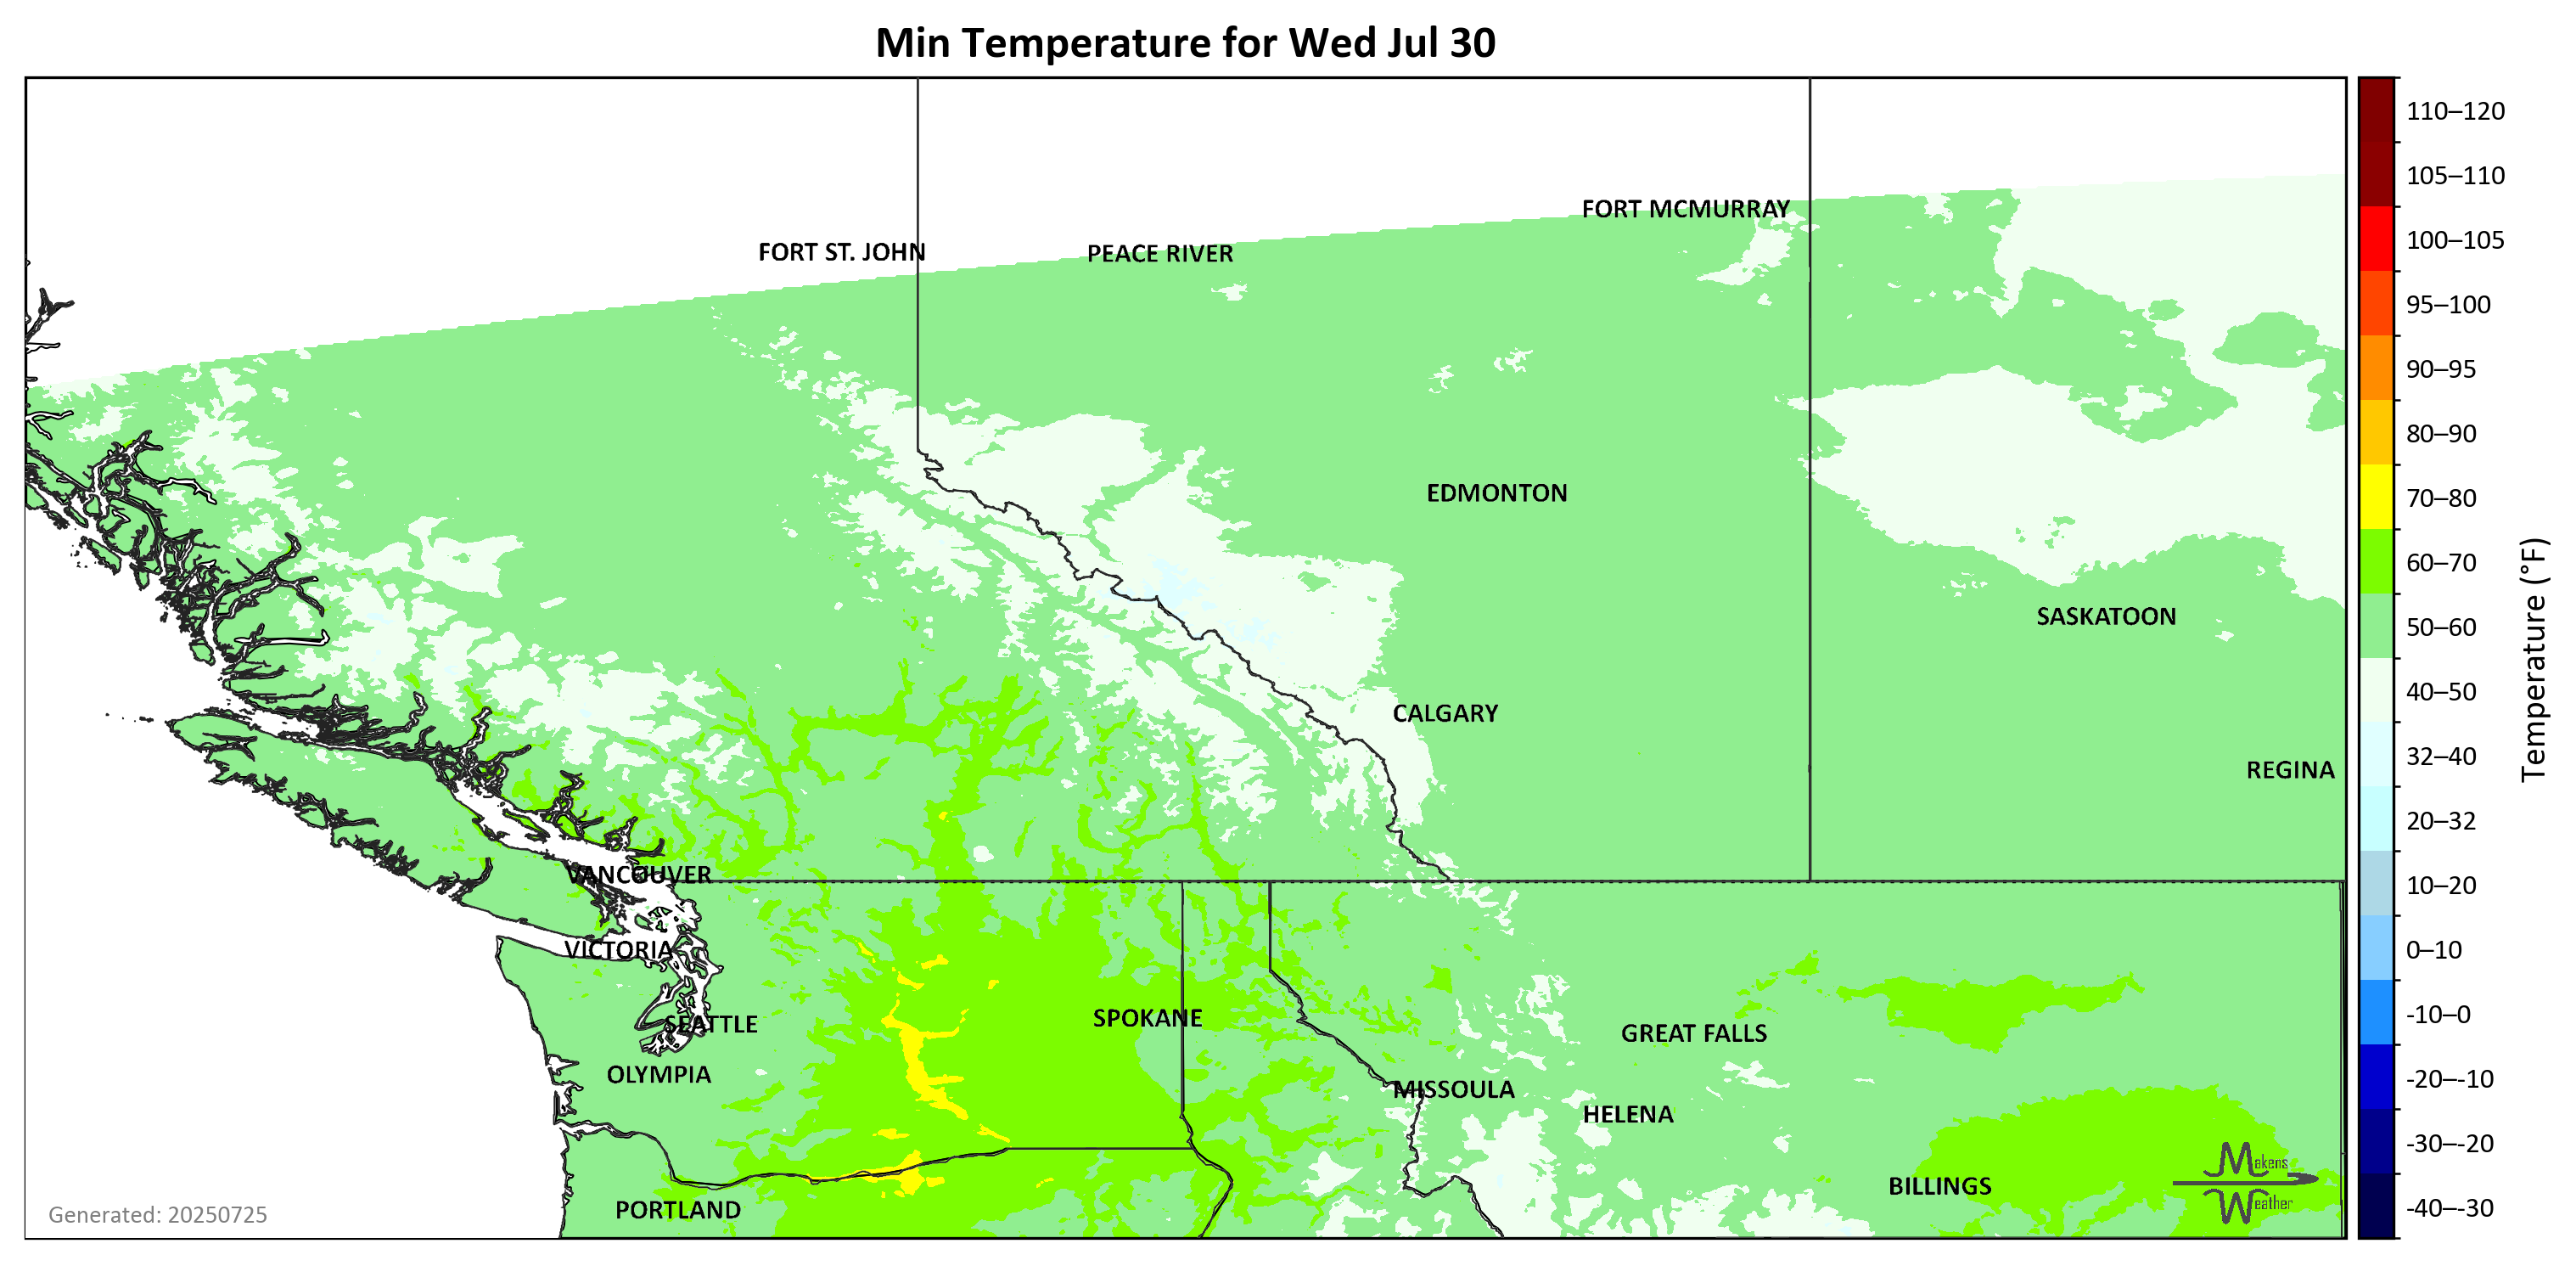 Min Temperature for Wed Jul 30
110–120
105–110
100–105
95–100
90–95
80–90
70–80
60–70
50–60
40–50
32–40
20–32
10–20
0–10
-10–0
-20–-10
-30–-20
-40–-30
Temperature (°F)
FORT MCMURRAY
FORT ST. JOHN
PEACE RIVER
EDMONTON
SASKATOON
CALGARY
REGINA
VANCOUVER
VICTORIA
SEATTLE
SPOKANE
GREAT FALLS
OLYMPIA
MISSOULA
HELENA
BILLINGS
PORTLAND
Makens
Weather
Generated: 20250725